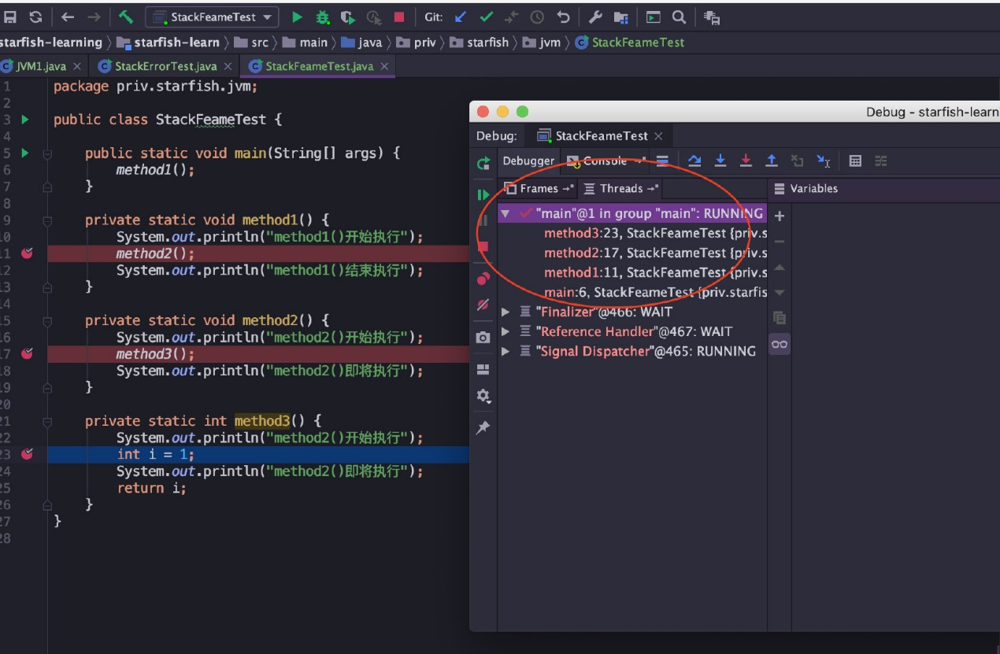 StackFeameTest
Git:
starfish-learning
starfish-learn
src
main
java
priv
starfish
jvm
StackFeameTest
JVM1.java
StackErrorTest.java
StackFeameTest.java
1 package priv.starfish.jvm;
2
3 public class StackFeameTest {
4
5 public static void main(String[] args) {
6 method1();
7 }
8
9 private static void method1() {
10 System.out.println("method1()开始执行");
11 method2();
12 System.out.println("method1()结束执行");
13 }
14
15 private static void method2() {
16 System.out.println("method2()开始执行");
17 method3();
18 System.out.println("method2()即将执行");
19 }
20
21 private static int method3() {
22 System.out.println("method2()开始执行");
23 int i = 1;
24 System.out.println("method2()即将执行");
25 return i;
26 }
27 }
28
Debug - starfish-learn
Debug: StackFeameTest
Debugger Console
Frames Threads Variables
"main"@1 in group "main": RUNNING
method3:23, StackFeameTest {priv.s
method2:17, StackFeameTest {priv.s
method1:11, StackFeameTest {priv.s
main:6, StackFeameTest {priv.starfis
"Finalizer"@466: WAIT
"Reference Handler"@467: WAIT
"Signal Dispatcher"@465: RUNNING